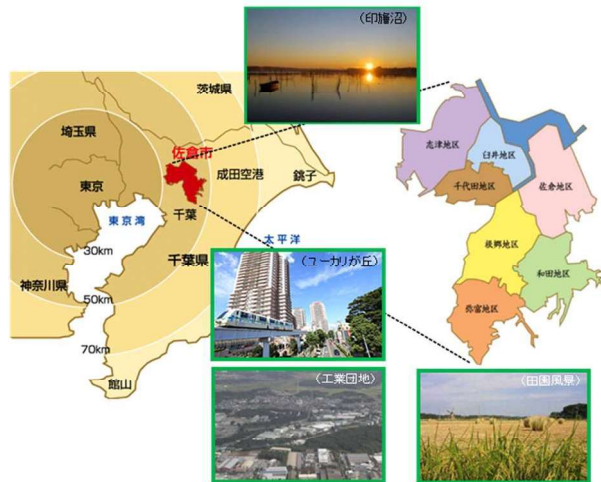 〈印旛沼〉
茨城県
埼玉県
佐倉市
東京
成田空港
銚子
千葉
東京湾
太平洋
30km
千葉県
神奈川県
50km
70km
館山
〈ユーカリが丘〉
〈工業団地〉
〈田園風景〉
志津地区
臼井地区
千代田地区
佐倉地区
根郷地区
和田地区
弥富地区